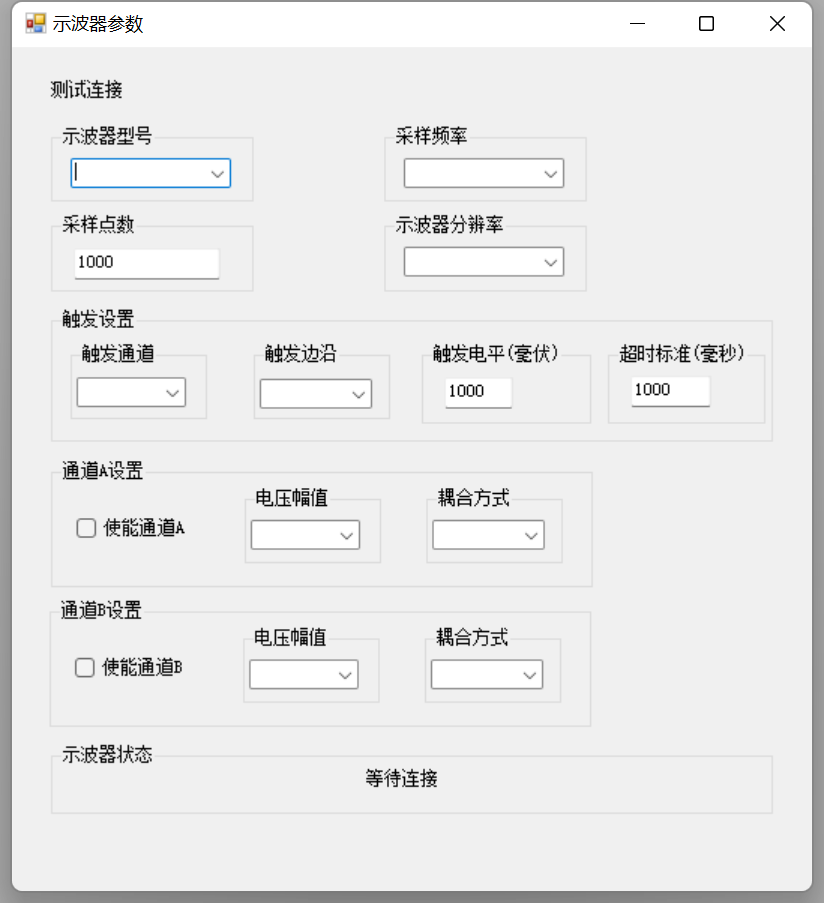 示波器参数
测试连接
示波器型号
采样频率
采样点数
1000
示波器分辨率
触发设置
触发通道
触发边沿
触发电平(毫伏)
1000
超时标准(毫秒)
1000
通道A设置
使能通道A
电压幅值
耦合方式
通道B设置
使能通道B
电压幅值
耦合方式
示波器状态
等待连接